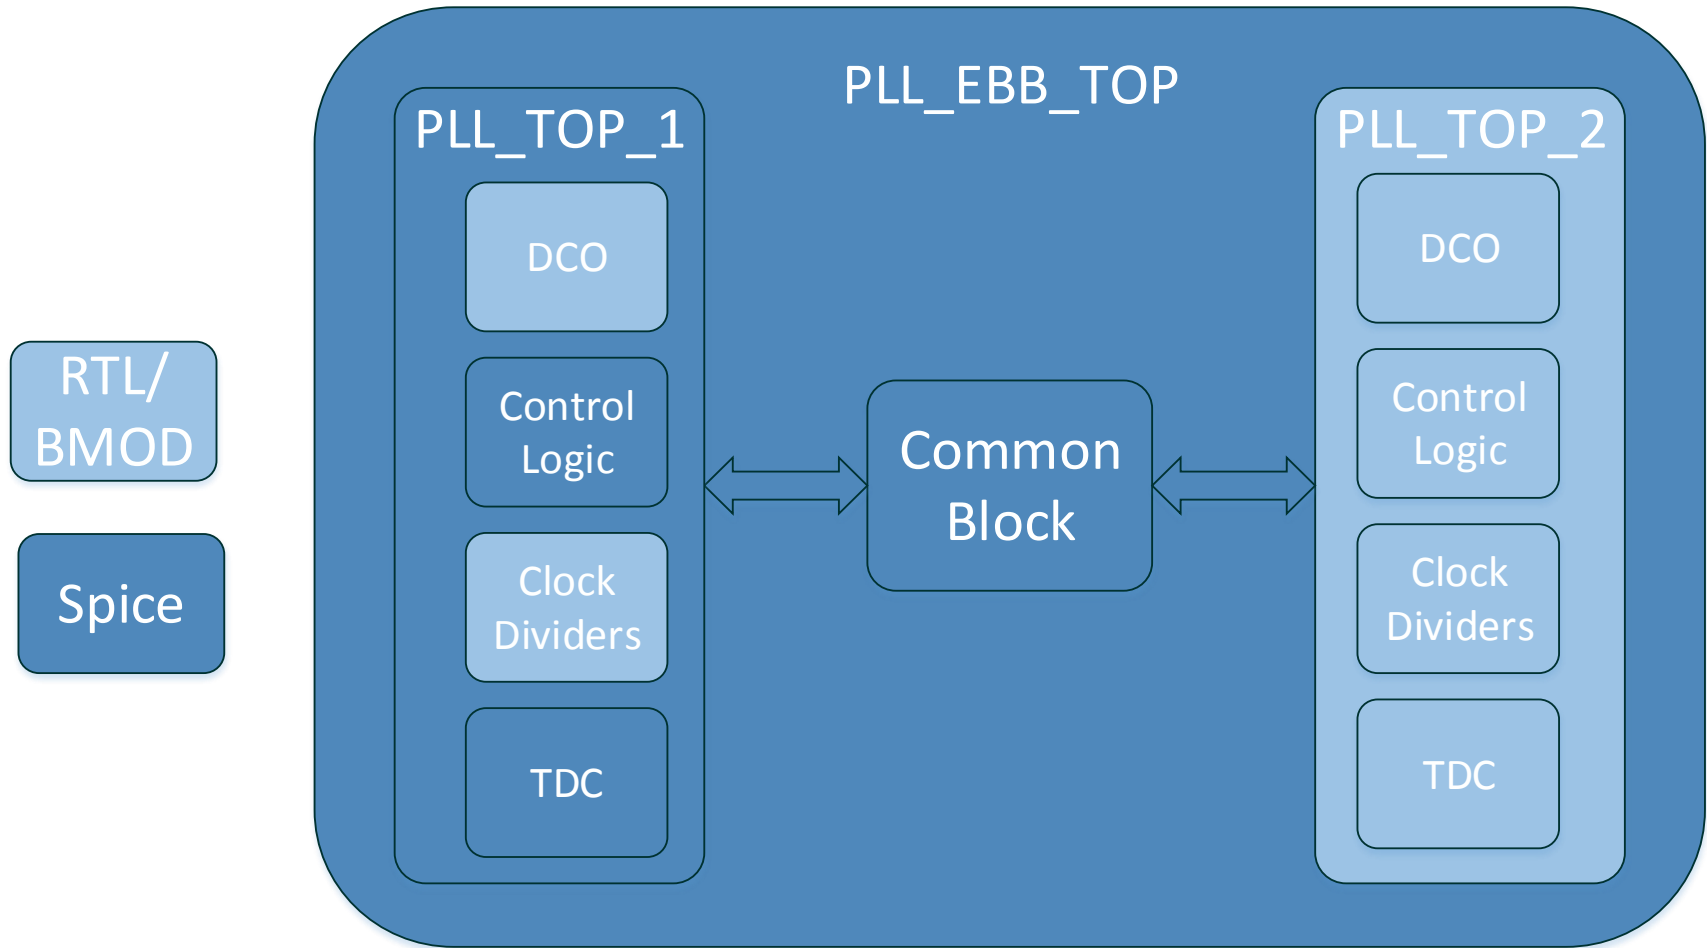 PLL_EBB_TOP
PLL_TOP_1
DCO
Control
Logic
Clock
Dividers
TDC
Common
Block
PLL_TOP_2
DCO
Control
Logic
Clock
Dividers
TDC
RTL/
BMOD
Spice